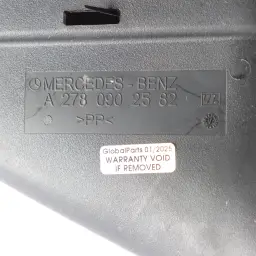 MERCEDES-BENZ
A 278 090 25 82
>PP<
GlobalParts 01/2025
WARRANTY VOID
IF REMOVED